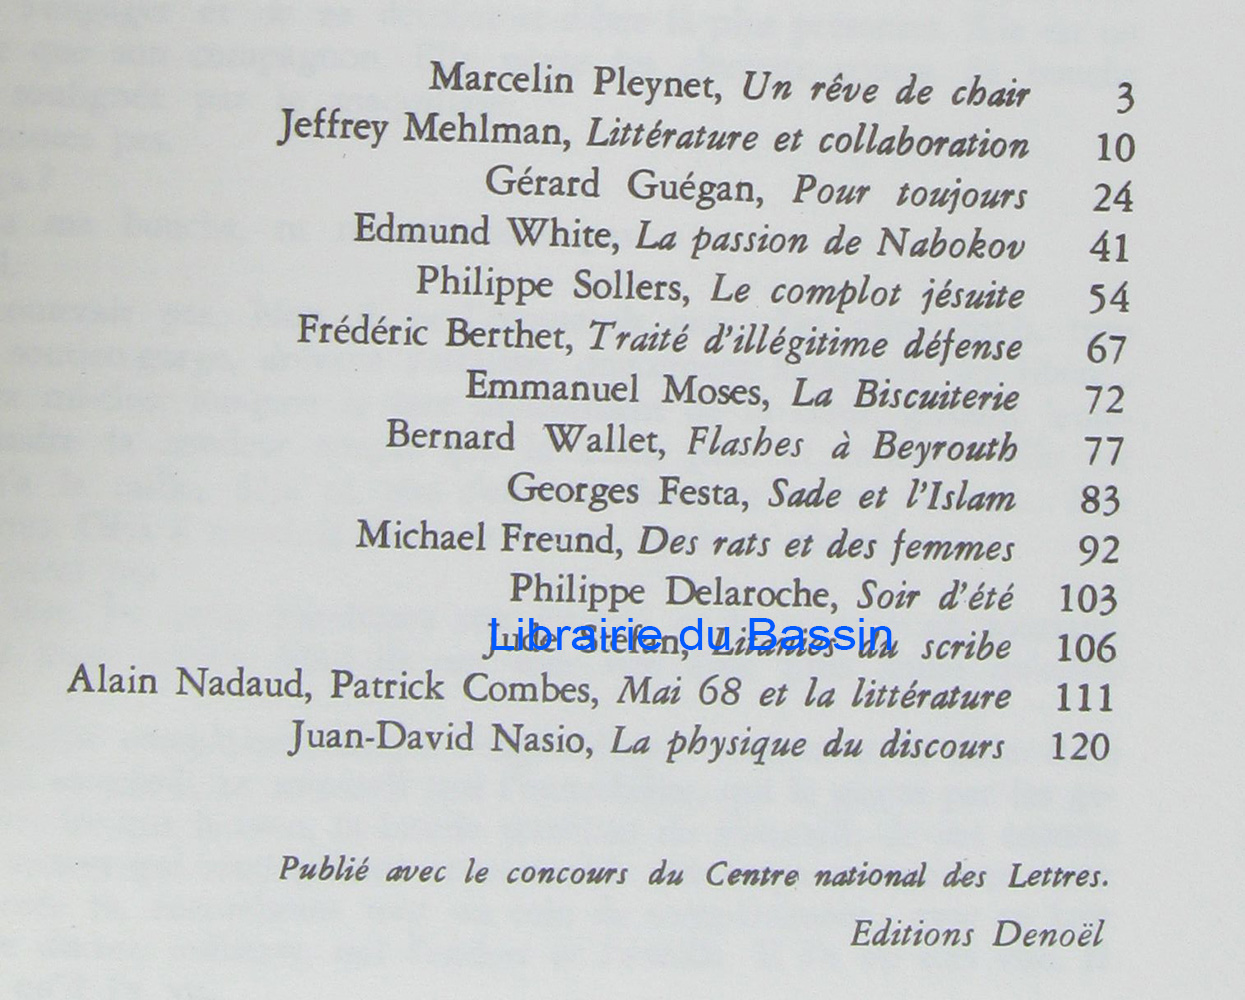 Marcelin Pleynet, Un rêve de chair 3
Jeffrey Mehlman, Littérature et collaboration 10
Gérard Guégan, Pour toujours 24
Edmund White, La passion de Nabokov 41
Philippe Sollers, Le complot jésuite 54
Frédéric Berthet, Traité d'illégitime défense 67
Emmanuel Moses, La Biscuiterie 72
Bernard Wallet, Flashes à Beyrouth 77
Georges Festa, Sade et l'Islam 83
Michael Freund, Des rats et des femmes 92
Philippe Delaroche, Soir d'été 103
Jude Stefan, Litanies du scribe 106
Librairie du Bassin
Alain Nadaud, Patrick Combes, Mai 68 et la littérature 111
Juan-David Nasio, La physique du discours 120
Publié avec le concours du Centre national des Lettres.
Editions Denoël